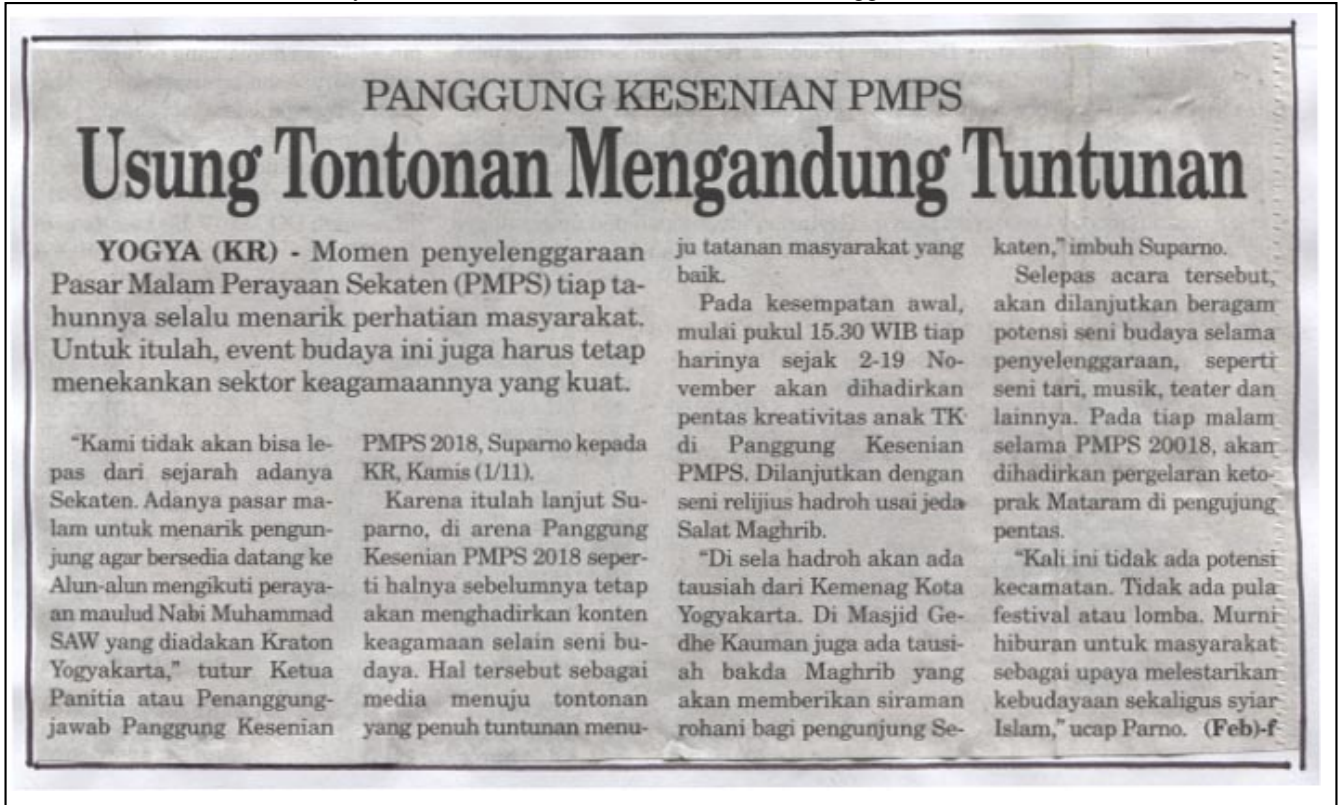 PANGGUNG KESENIAN PMPS
Usung Tontonan Mengandung Tuntunan
YOGYA (KR) - Momen penyelenggaraan
Pasar Malam Perayaan Sekaten (PMPS) tiap ta-
hunnya selalu menarik perhatian masyarakat.
Untuk itulah, event budaya ini juga harus tetap
menekankan sektor keagamaannya yang kuat.
"Kami tidak akan bisa le-
pas dari sejarah adanya
Sekaten. Adanya pasar ma-
lam untuk menarik pengun-
jung agar bersedia datang ke
Alun-alun mengikuti peraya-
an maulud Nabi Muhammad
SAW yang diadakan Kraton
Yogyakarta," tutur Ketua
Panitia atau Penanggung-
jawab Panggung Kesenian
PMPS 2018, Suparno kepada
KR, Kamis (1/11).
Karena itulah lanjut Su-
parno, di arena Panggung
Kesenian PMPS 2018 seper-
ti halnya sebelumnya tetap
akan menghadirkan konten
keagamaan selain seni bu-
daya. Hal tersebut sebagai
media menuju tontonan
yang penuh tuntunan menu-
ju tatanan masyarakat yang
baik.
Pada kesempatan awal,
mulai pukul 15.30 WIB tiap
harinya sejak 2-19 No-
vember akan dihadirkan
pentas kreativitas anak TK
di Panggung Kesenian
PMPS. Dilanjutkan dengan
seni relijius hadroh usai jeda
Salat Maghrib.
"Di sela hadroh akan ada
tausiah dari Kemenag Kota
Yogyakarta. Di Masjid Ge-
dhe Kauman juga ada tausi-
ah bakda Maghrib yang
akan memberikan siraman
rohani bagi pengunjung Se-
katen," imbuh Suparno.
Selepas acara tersebut,
akan dilanjutkan beragam
potensi seni budaya selama
penyelenggaraan, seperti
seni tari, musik, teater dan
lainnya. Pada tiap malam
selama PMPS 20018, akan
dihadirkan pergelaran keto-
prak Mataram di pengujung
pentas.
"Kali ini tidak ada potensi
kecamatan. Tidak ada pula
festival atau lomba. Murni
hiburan untuk masyarakat
sebagai upaya melestarikan
kebudayaan sekaligus syiar
Islam," ucap Parno. (Feb)-f